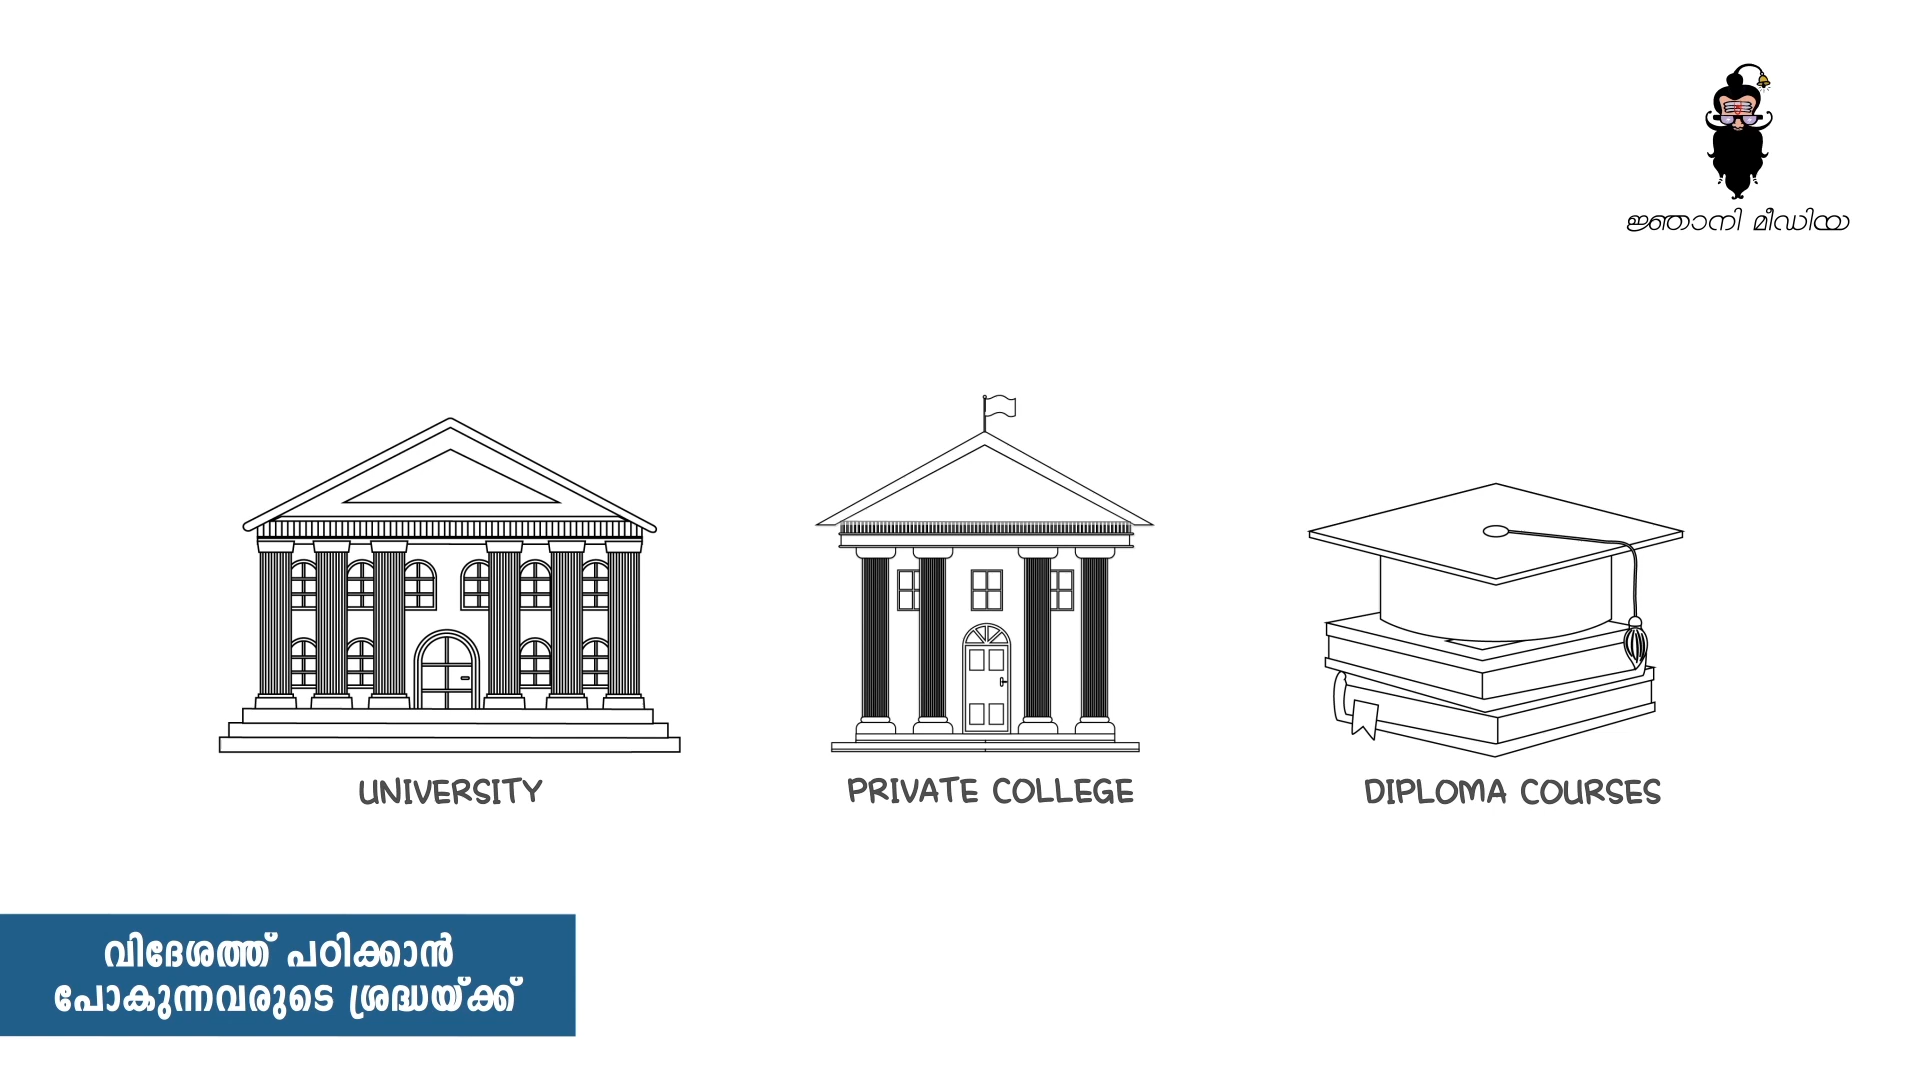 ജ്ഞാനി മീഡിയ
UNIVERSITY
PRIVATE COLLEGE
DIPLOMA COURSES
വിദേശത്ത് പഠിക്കാൻ
പോകുന്നവരുടെ ശ്രദ്ധയ്ക്ക്